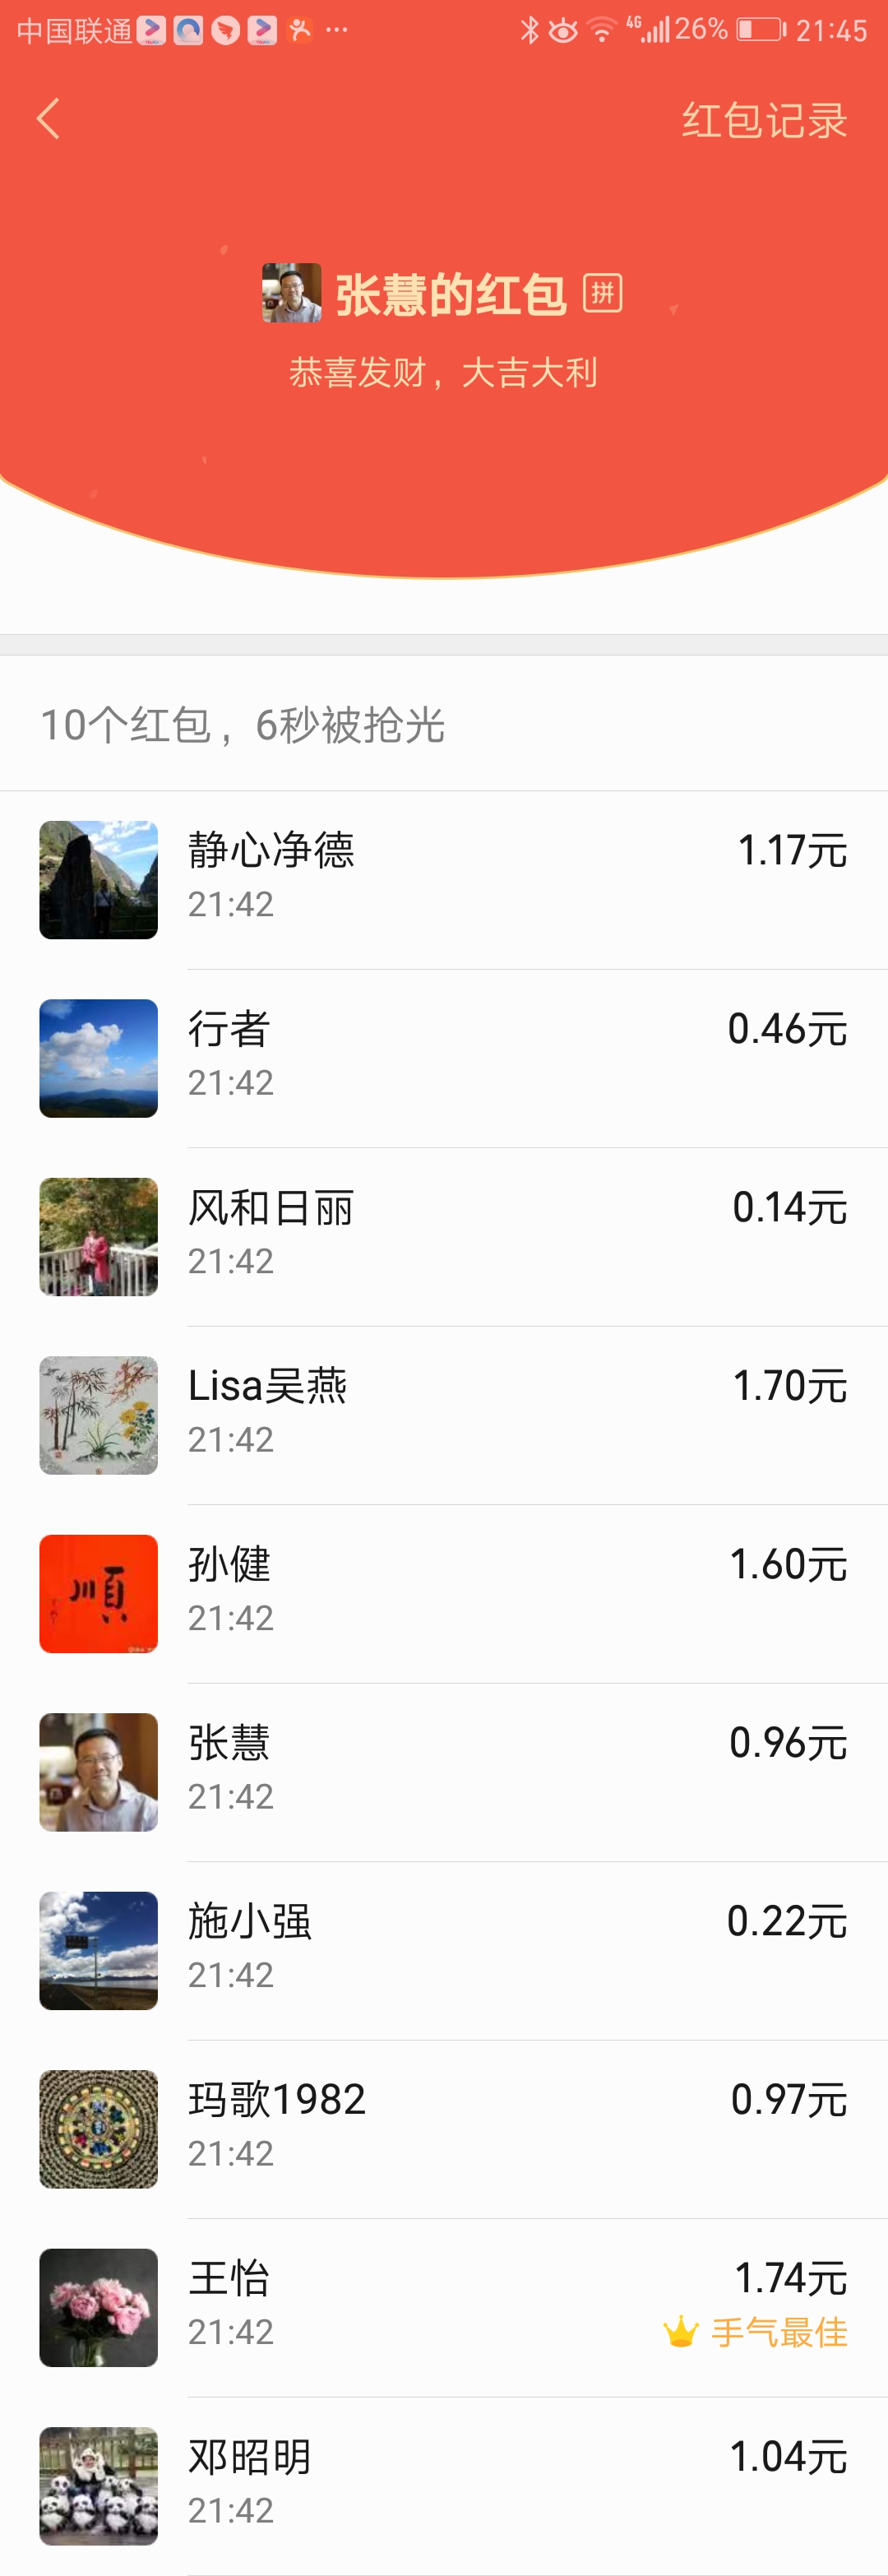 中国联通 4G 26% 21:45
红包记录
张慧的红包 拼
恭喜发财，大吉大利
10个红包，6秒被抢光
静心净德 1.17元
21:42
行者 0.46元
21:42
风和日丽 0.14元
21:42
Lisa吴燕 1.70元
21:42
順
孙健 1.60元
21:42
张慧 0.96元
21:42
施小强 0.22元
21:42
玛歌1982 0.97元
21:42
王怡 1.74元
21:42 手气最佳
邓昭明 1.04元
21:42